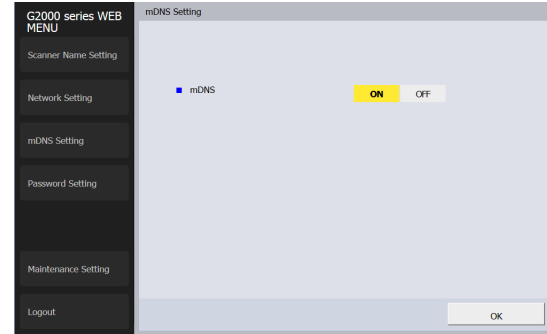 G2000 series WEB
MENU
Scanner Name Setting
Network Setting
mDNS Setting
Password Setting
Maintenance Setting
Logout
mDNS Setting
mDNS
ON OFF
OK